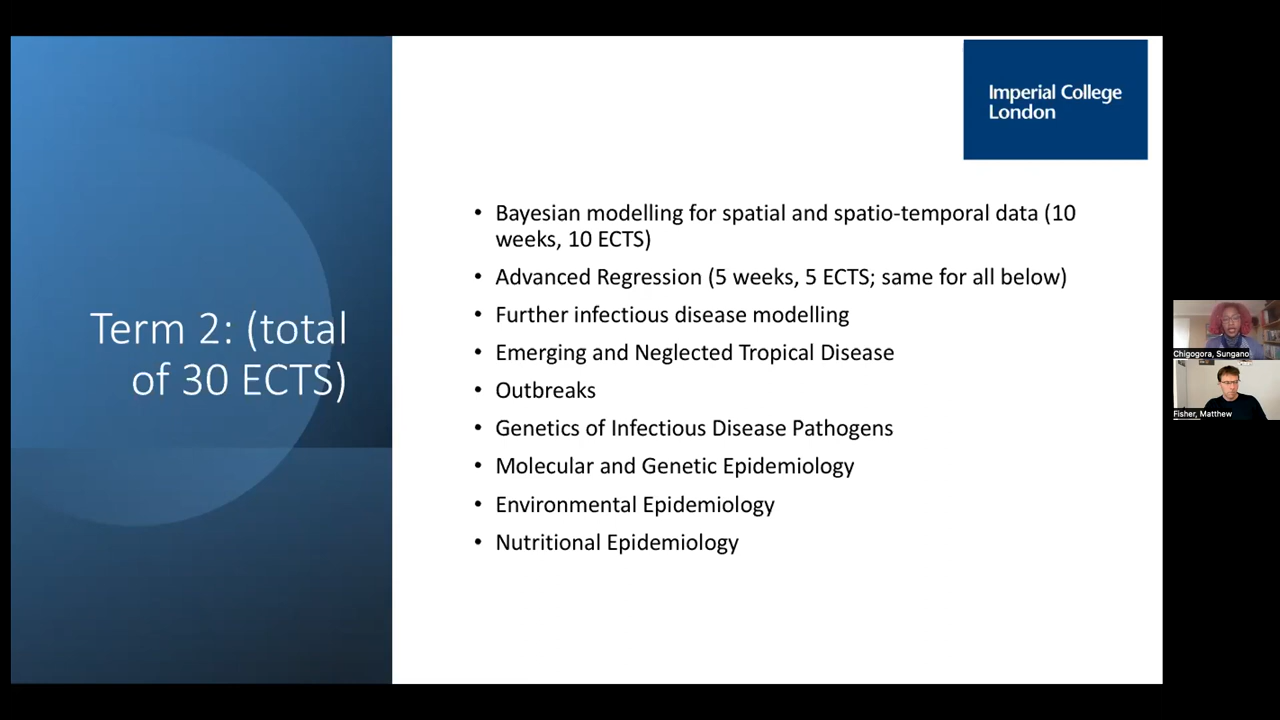 Imperial College
London
Term 2: (total
of 30 ECTS)
• Bayesian modelling for spatial and spatio-temporal data (10
weeks, 10 ECTS)
• Advanced Regression (5 weeks, 5 ECTS; same for all below)
• Further infectious disease modelling
• Emerging and Neglected Tropical Disease
• Outbreaks
• Genetics of Infectious Disease Pathogens
• Molecular and Genetic Epidemiology
• Environmental Epidemiology
• Nutritional Epidemiology
Chigogora, Sungano
Fisher, Matthew